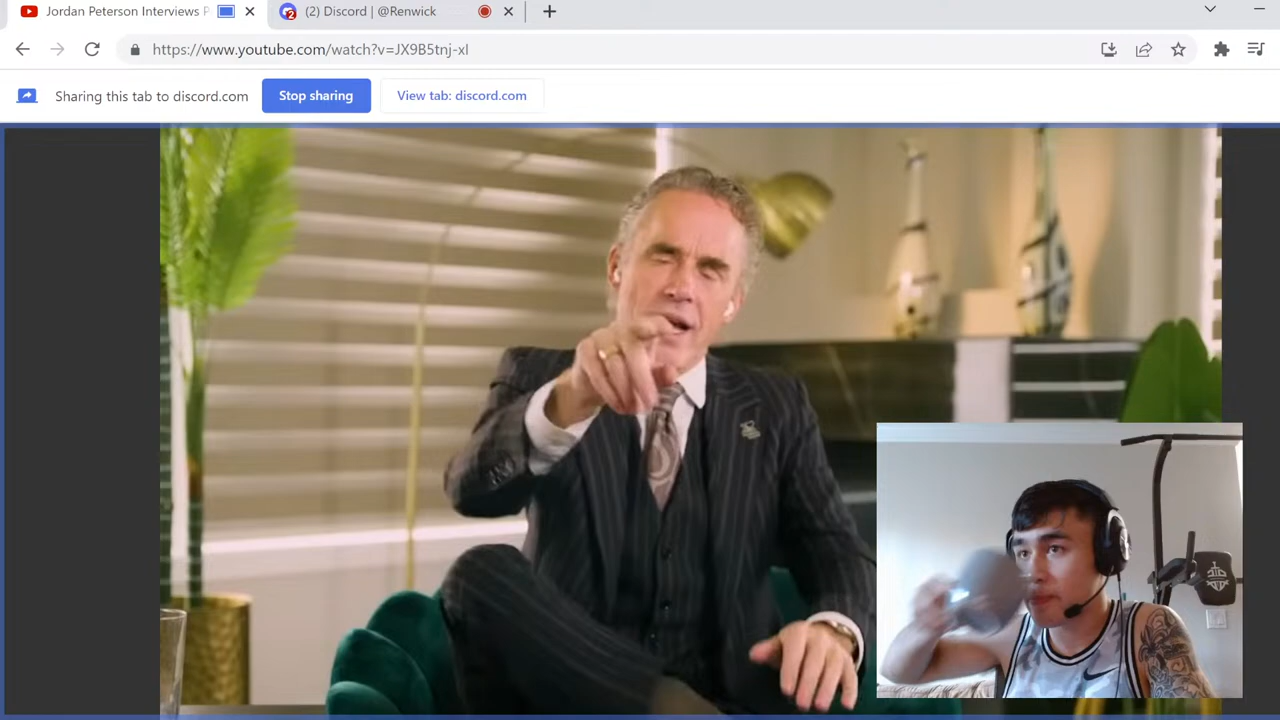 Jordan Peterson Interviews P
(2) Discord | @Renwick
https://www.youtube.com/watch?v=JX9B5tnj-xI
Sharing this tab to discord.com
Stop sharing
View tab: discord.com